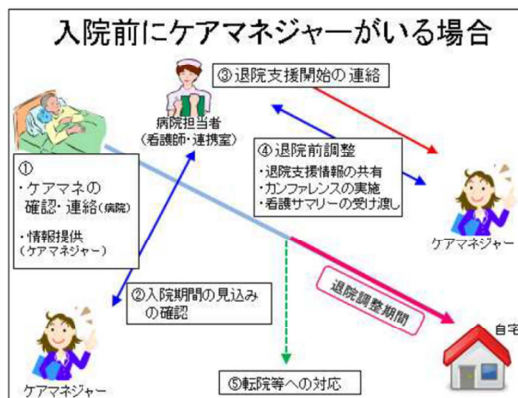 入院前にケアマネジャーがいる場合
③退院支援開始の連絡
病院担当者
(看護師・連携室)
④退院前調整
・退院支援情報の共有
・カンファレンスの実施
・看護サマリーの受け渡し
①
・ケアマネの
確認・連絡(病院)
・情報提供
(ケアマネジャー)
ケアマネジャー
②入院期間の見込み
の確認
退院調整期間
自宅
ケアマネジャー
⑤転院等への対応